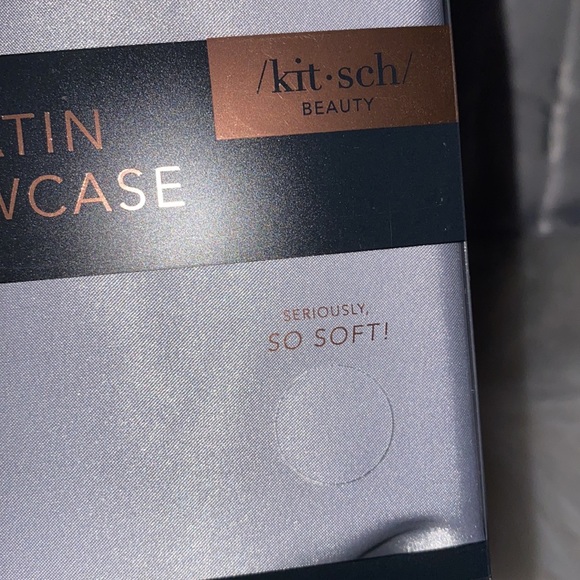 /kit·sch/
BEAUTY
ATIN
WCASE
SERIOUSLY,
SO SOFT!